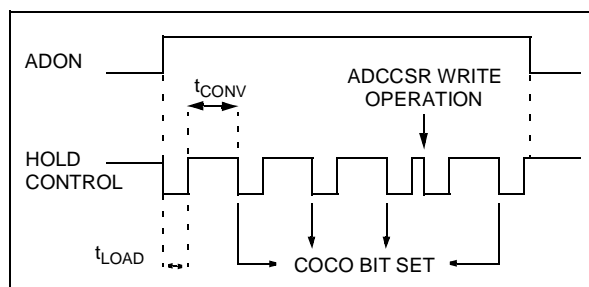 ADON
tCONV
ADCCSR WRITE
OPERATION
HOLD
CONTROL
tLOAD
COCO BIT SET